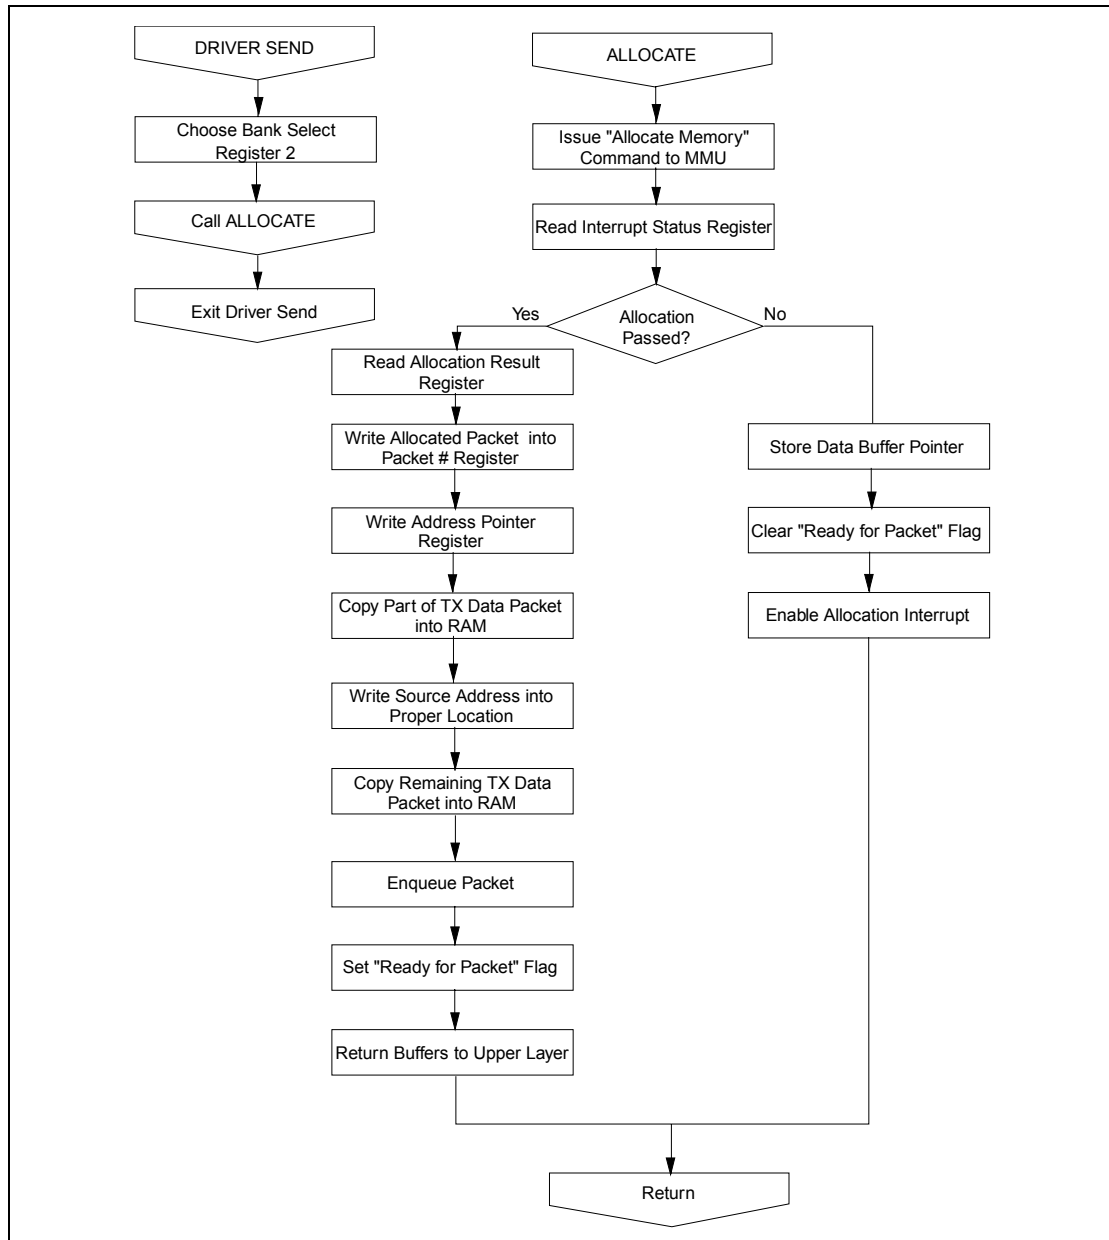 DRIVER SEND
Choose Bank Select
Register 2
Call ALLOCATE
Exit Driver Send
ALLOCATE
Issue "Allocate Memory"
Command to MMU
Read Interrupt Status Register
Allocation
Passed?
Yes
No
Read Allocation Result
Register
Write Allocated Packet into
Packet # Register
Write Address Pointer
Register
Copy Part of TX Data Packet
into RAM
Write Source Address into
Proper Location
Copy Remaining TX Data
Packet into RAM
Enqueue Packet
Set "Ready for Packet" Flag
Return Buffers to Upper Layer
Store Data Buffer Pointer
Clear "Ready for Packet" Flag
Enable Allocation Interrupt
Return